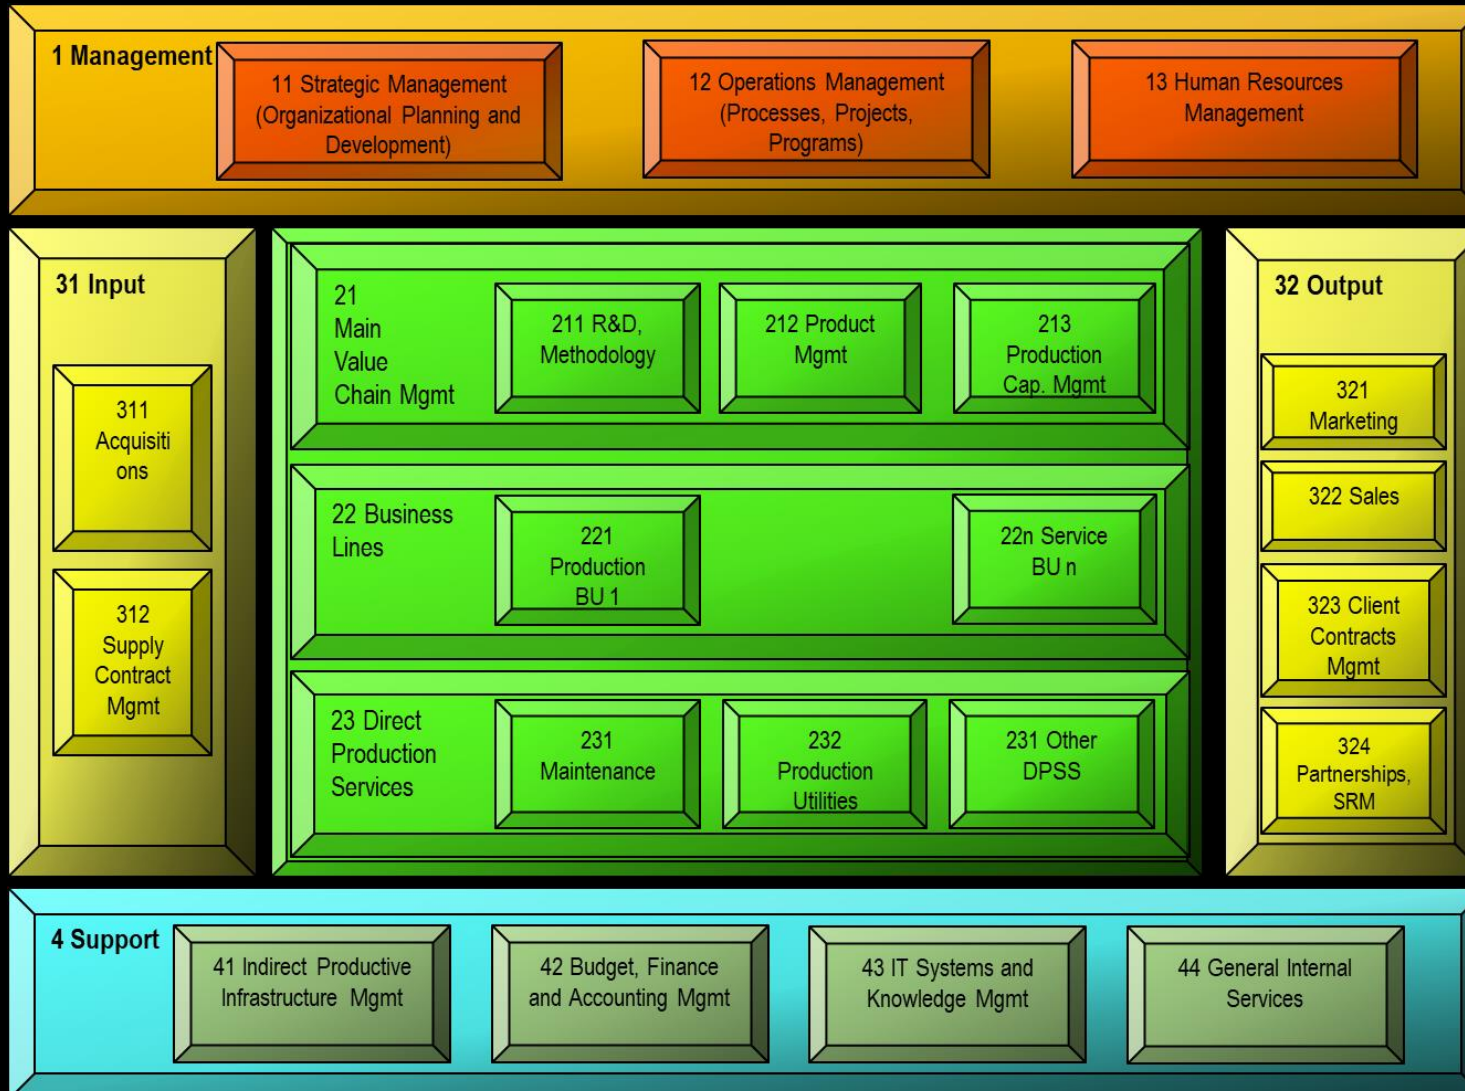 1 Management
11 Strategic Management
(Organizational Planning and
Development)
12 Operations Management
(Processes, Projects,
Programs)
13 Human Resources
Management
31 Input
311
Acquisiti
ons
312
Supply
Contract
Mgmt
21
Main
Value
Chain Mgmt
211 R&D,
Methodology
212 Product
Mgmt
213
Production
Cap. Mgmt
22 Business
Lines
221
Production
BU 1
22n Service
BU n
23 Direct
Production
Services
231
Maintenance
232
Production
Utilities
231 Other
DPSS
32 Output
321
Marketing
322 Sales
323 Client
Contracts
Mgmt
324
Partnerships,
SRM
4 Support
41 Indirect Productive
Infrastructure Mgmt
42 Budget, Finance
and Accounting Mgmt
43 IT Systems and
Knowledge Mgmt
44 General Internal
Services